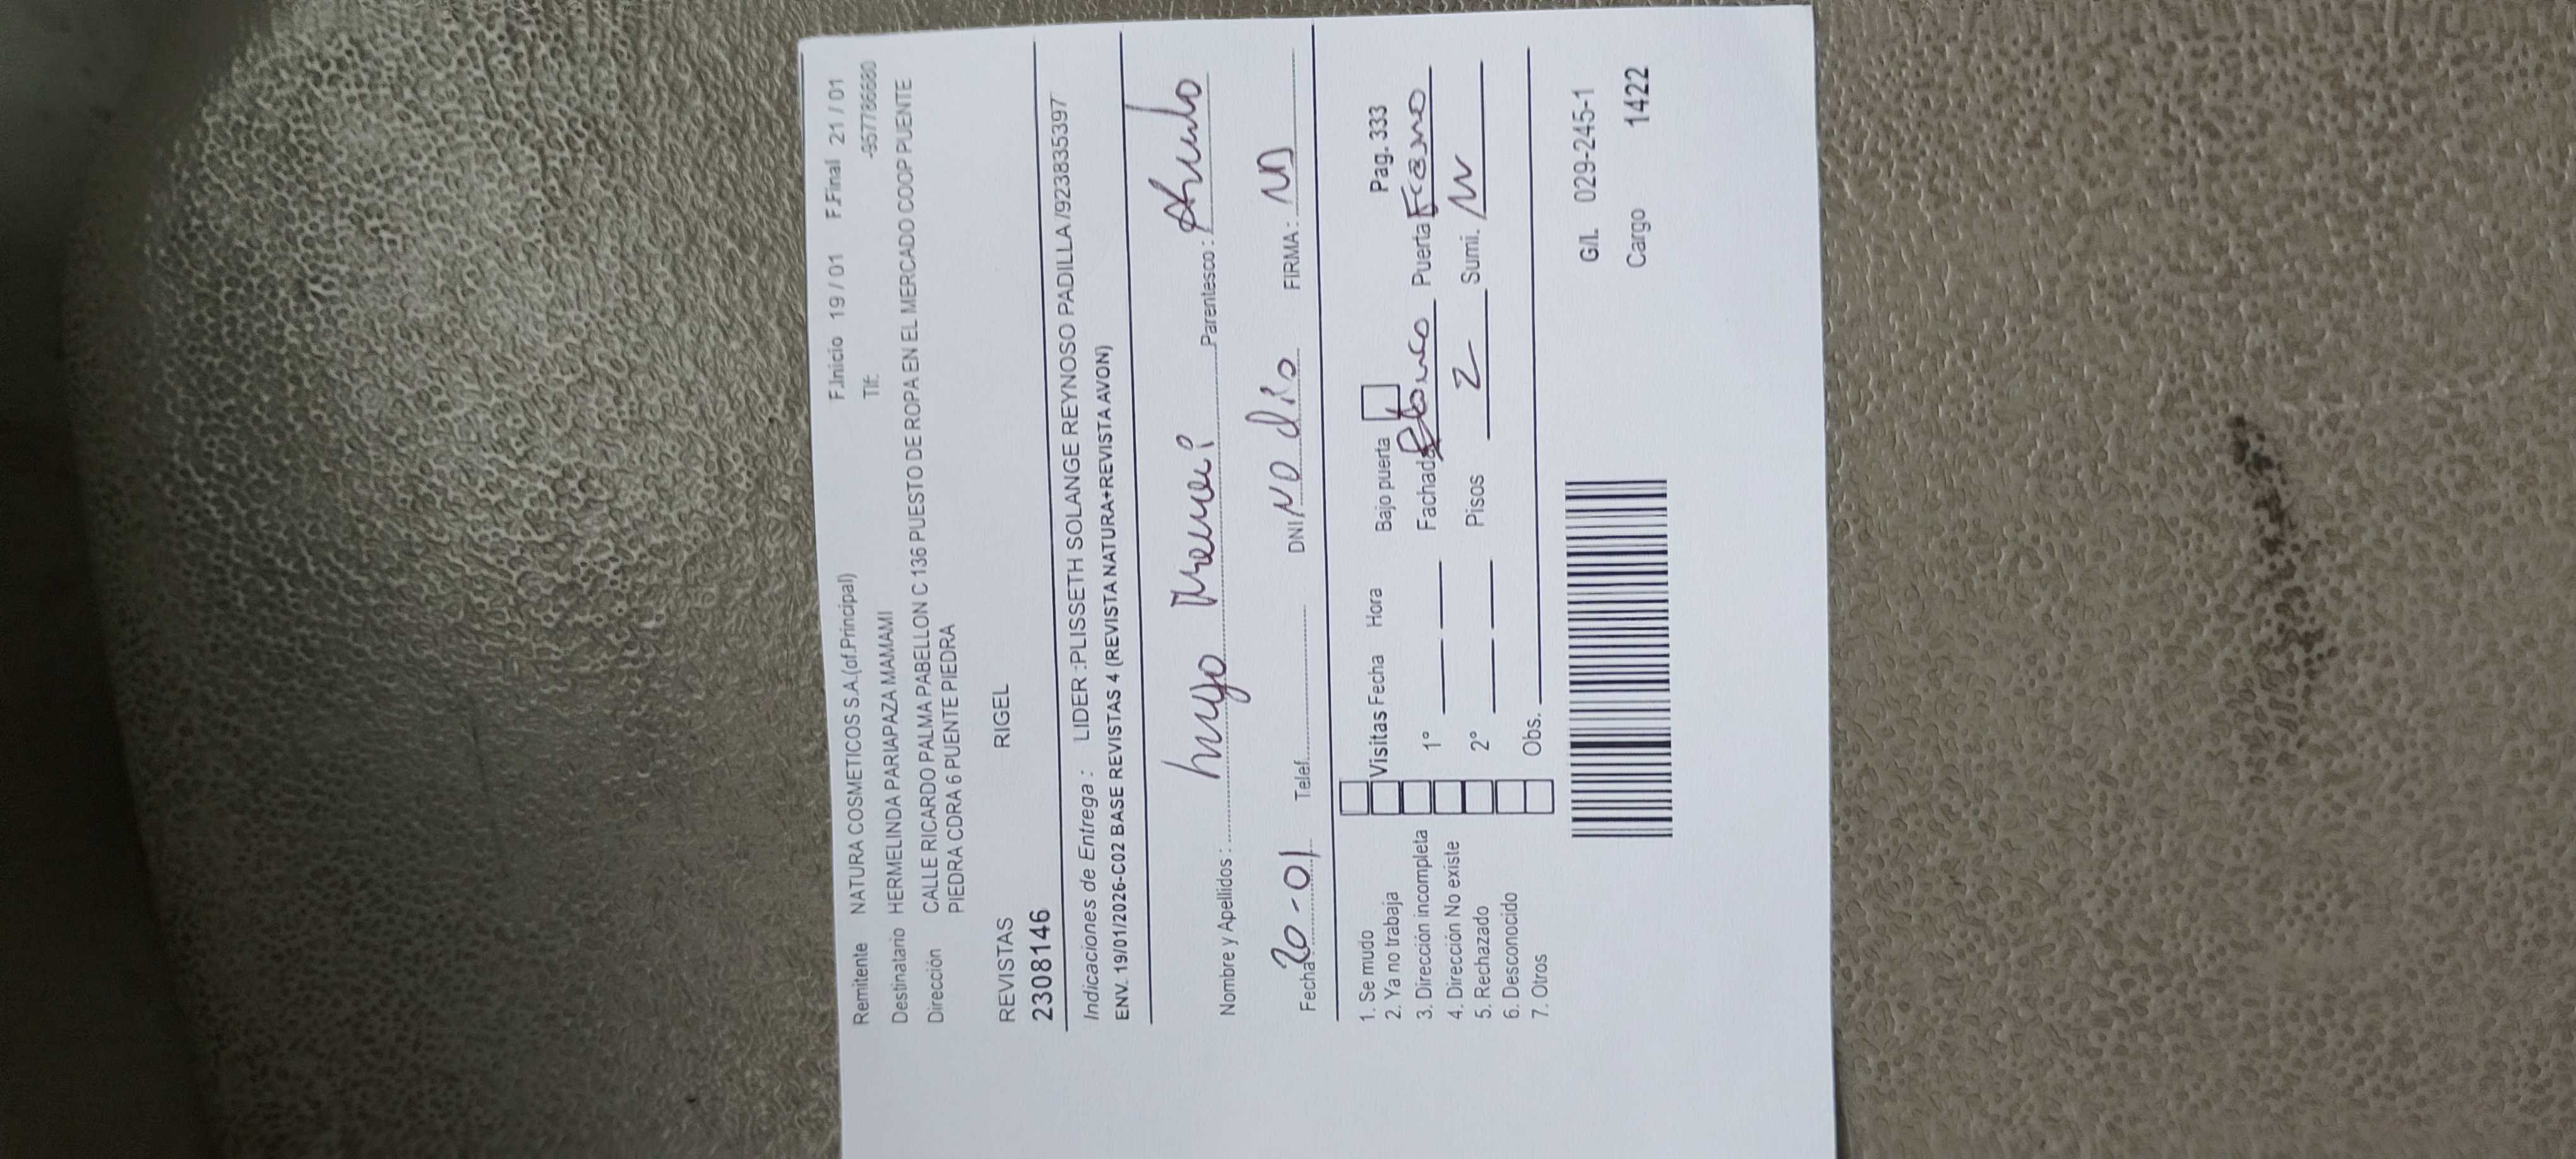 Remitente NATURA COSMETICOS S.A.(of.Principal) F.Inicio 19 / 01 F.Final 21 / 01
Destinatario HERMELINDA PARIAPAZA MAMAMI Tlf: -957786680
Dirección CALLE RICARDO PALMA PABELLON C 136 PUESTO DE ROPA EN EL MERCADO COOP PUENTE
PIEDRA CDRA 6 PUENTE PIEDRA
REVISTAS RIGEL
2308146
Indicaciones de Entrega : LIDER :PLISSETH SOLANGE REYNOSO PADILLA /923835397
ENV. 19/01/2026-C02 BASE REVISTAS 4 (REVISTA NATURA+REVISTA AVON)
Nombre y Apellidos : hugo Parentesco :
Fecha 20-01 Telef. DNI NO dio FIRMA :
1. Se mudo Visitas Fecha Hora Bajo puerta Pag. 333
2. Ya no trabaja 1° Fachada Blanco Puerta Fierro
3. Dirección incompleta 2° Pisos 2 Sumi.
4. Dirección No existe
5. Rechazado
6. Desconocido
7. Otros Obs.
G/L 029-245-1
Cargo 1422